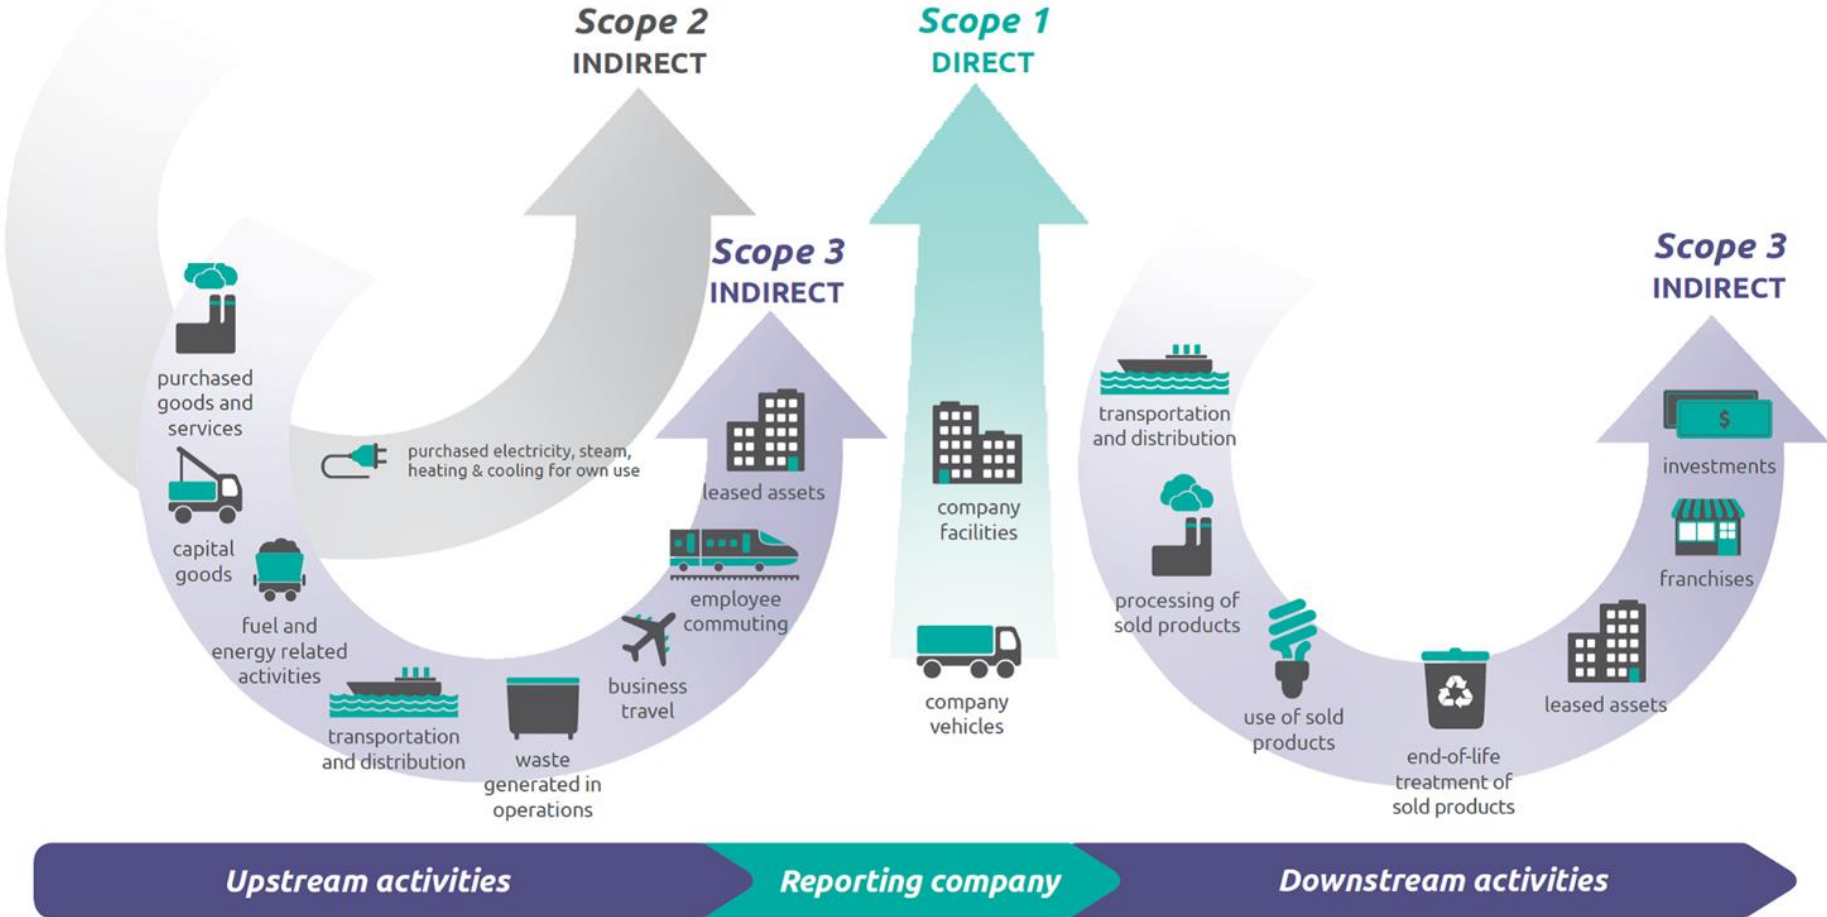 Scope 2
INDIRECT
Scope 1
DIRECT
Scope 3
INDIRECT
Scope 3
INDIRECT
purchased
goods and
services
purchased electricity, steam,
heating & cooling for own use
capital
goods
fuel and
energy related
activities
transportation
and distribution
waste
generated in
operations
business
travel
employee
commuting
leased assets
company
facilities
company
vehicles
transportation
and distribution
processing of
sold products
use of sold
products
end-of-life
treatment of
sold products
leased assets
franchises
$
investments
Upstream activities
Reporting company
Downstream activities